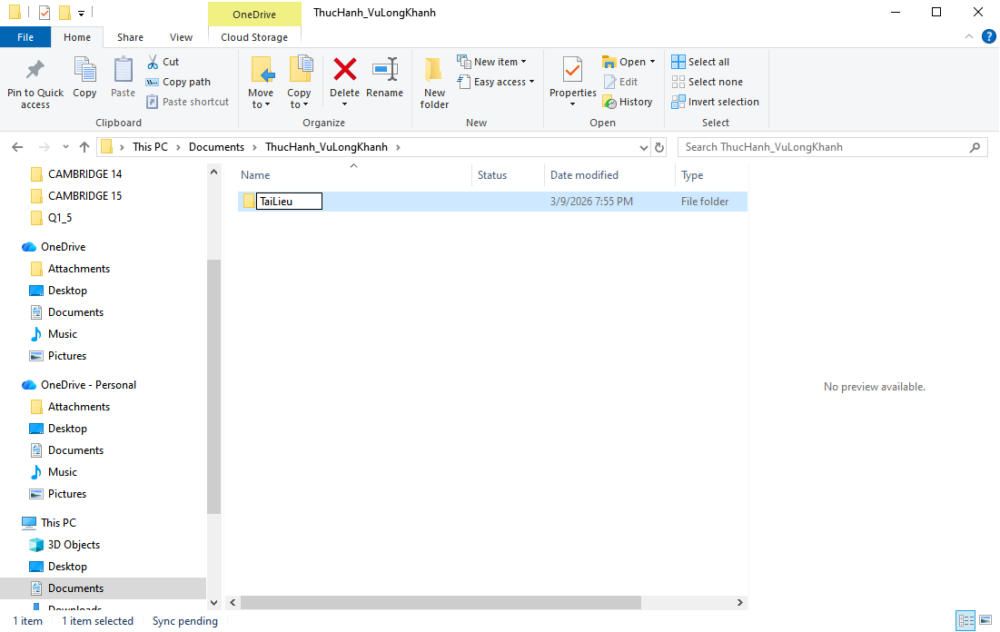 OneDrive
ThucHanh_VuLongKhanh
File
Home
Share
View
Cloud Storage
?
Pin to Quick access
Copy
Paste
Cut
Copy path
Paste shortcut
Clipboard
Move to
Copy to
Delete
Rename
Organize
New folder
New item
Easy access
New
Properties
Open
Edit
History
Open
Select all
Select none
Invert selection
Select
This PC > Documents > ThucHanh_VuLongKhanh >
Search ThucHanh_VuLongKhanh
CAMBRIDGE 14
CAMBRIDGE 15
Q1_5
OneDrive
Attachments
Desktop
Documents
Music
Pictures
OneDrive - Personal
Attachments
Desktop
Documents
Music
Pictures
This PC
3D Objects
Desktop
Documents
Downloads
Name
Status
Date modified
Type
TaiLieu
3/9/2026 7:55 PM
File folder
No preview available.
1 item
1 item selected
Sync pending